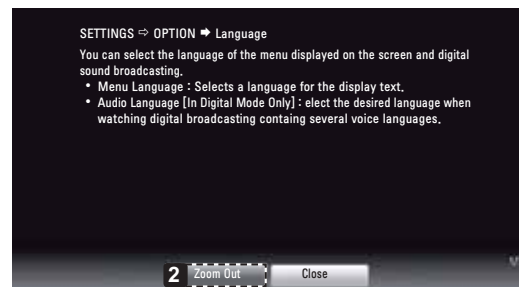 SETTINGS ⇨ OPTION ➡ Language
You can select the language of the menu displayed on the screen and digital
sound broadcasting.
• Menu Language : Selects a language for the display text.
• Audio Language [In Digital Mode Only] : elect the desired language when
watching digital broadcasting containg several voice languages.
2 Zoom Out Close